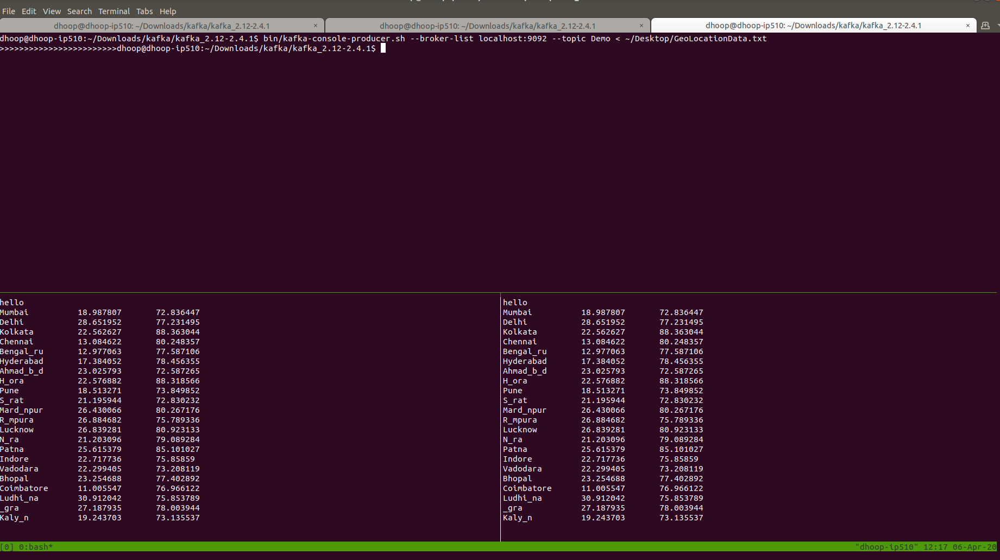 File Edit View Search Terminal Tabs Help
dhoop@dhoop-ip510: ~/Downloads/kafka/kafka_2.12-2.4.1 × dhoop@dhoop-ip510: ~/Downloads/kafka/kafka_2.12-2.4.1 × dhoop@dhoop-ip510: ~/Downloads/kafka/kafka_2.12-2.4.1 ×
dhoop@dhoop-ip510:~/Downloads/kafka/kafka_2.12-2.4.1$ bin/kafka-console-producer.sh --broker-list localhost:9092 --topic Demo < ~/Desktop/GeoLocationData.txt
>>>>>>>>>>>>>>>>>>>>>>>>dhoop@dhoop-ip510:~/Downloads/kafka/kafka_2.12-2.4.1$
hello
Mumbai 18.987807 72.836447
Delhi 28.651952 77.231495
Kolkata 22.562627 88.363044
Chennai 13.084622 80.248357
Bengal_ru 12.977063 77.587106
Hyderabad 17.384052 78.456355
Ahmad_b_d 23.025793 72.587265
H_ora 22.576882 88.318566
Pune 18.513271 73.849852
S_rat 21.195944 72.830232
Mard_npur 26.430066 80.267176
R_mpura 26.884682 75.789336
Lucknow 26.839281 80.923133
N_ra 21.203096 79.089284
Patna 25.615379 85.101027
Indore 22.717736 75.85859
Vadodara 22.299405 73.208119
Bhopal 23.254688 77.402892
Coimbatore 11.005547 76.966122
Ludhi_na 30.912042 75.853789
_gra 27.187935 78.003944
Kaly_n 19.243703 73.135537
hello
Mumbai 18.987807 72.836447
Delhi 28.651952 77.231495
Kolkata 22.562627 88.363044
Chennai 13.084622 80.248357
Bengal_ru 12.977063 77.587106
Hyderabad 17.384052 78.456355
Ahmad_b_d 23.025793 72.587265
H_ora 22.576882 88.318566
Pune 18.513271 73.849852
S_rat 21.195944 72.830232
Mard_npur 26.430066 80.267176
R_mpura 26.884682 75.789336
Lucknow 26.839281 80.923133
N_ra 21.203096 79.089284
Patna 25.615379 85.101027
Indore 22.717736 75.85859
Vadodara 22.299405 73.208119
Bhopal 23.254688 77.402892
Coimbatore 11.005547 76.966122
Ludhi_na 30.912042 75.853789
_gra 27.187935 78.003944
Kaly_n 19.243703 73.135537
[0] 0:bash* "dhoop-ip510" 12:17 06-Apr-20